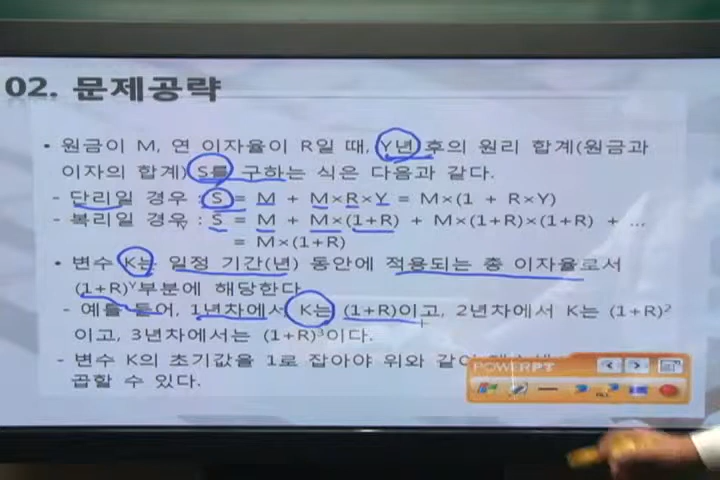 02. 문제공략
• 원금이 M, 연 이자율이 R일 때, Y년 후의 원리 합계(원금과
이자의 합계) S를 구하는 식은 다음과 같다.
- 단리일 경우 : S = M + M×R×Y = M×(1 + R×Y)
- 복리일 경우 : S = M + M×(1+R) + M×(1+R)×(1+R) + ...
= M×(1+R)
• 변수 K는 일정 기간(년) 동안에 적용되는 총 이자율로서
(1+R)ʸ부분에 해당한다
- 예를 들어, 1년차에서 K는 (1+R)이고, 2년차에서 K는 (1+R)²
이고, 3년차에서는 (1+R)³이다.
- 변수 K의 초기값을 1로 잡아야 위와 같이
곱할 수 있다.
POWERPT